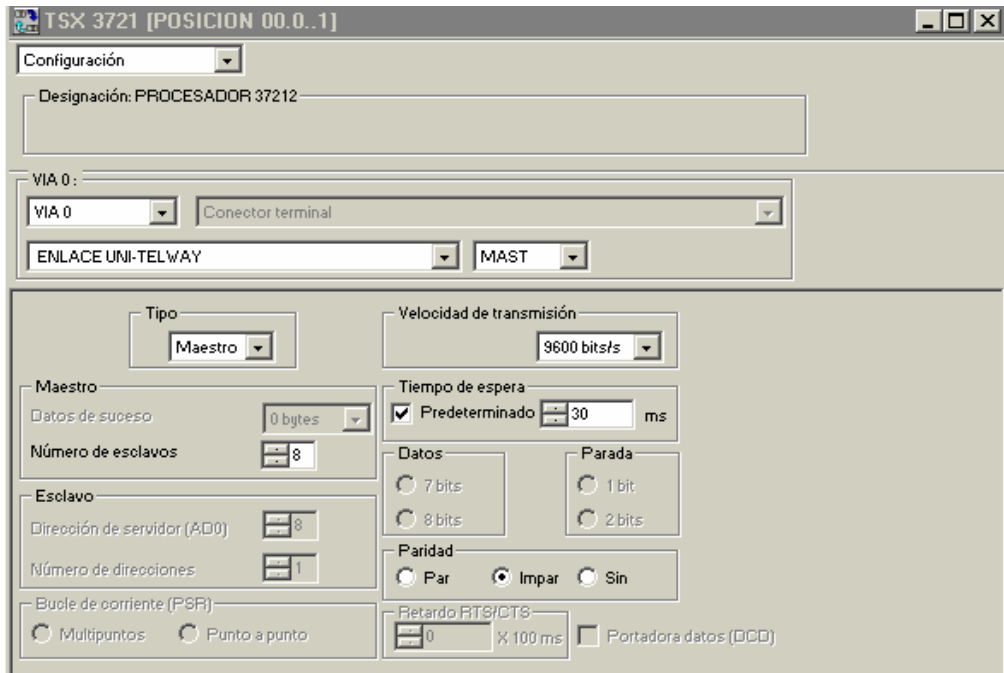 TSX 3721 [POSICION 00.0..1]
Configuración
Designación: PROCESADOR 37212
VIA 0 :
VIA 0 Conector terminal
ENLACE UNI-TELWAY MAST
Tipo
Maestro
Velocidad de transmisión
9600 bits/s
Maestro
Datos de suceso 0 bytes
Número de esclavos 8
Tiempo de espera
Predeterminado 30 ms
Datos
7 bits
8 bits
Parada
1 bit
2 bits
Esclavo
Dirección de servidor (AD0) 8
Número de direcciones 1
Paridad
Par Impar Sin
Bucle de corriente (PSR)
Multipuntos Punto a punto
Retardo RTS/CTS
0 X 100 ms
Portadora datos (DCD)